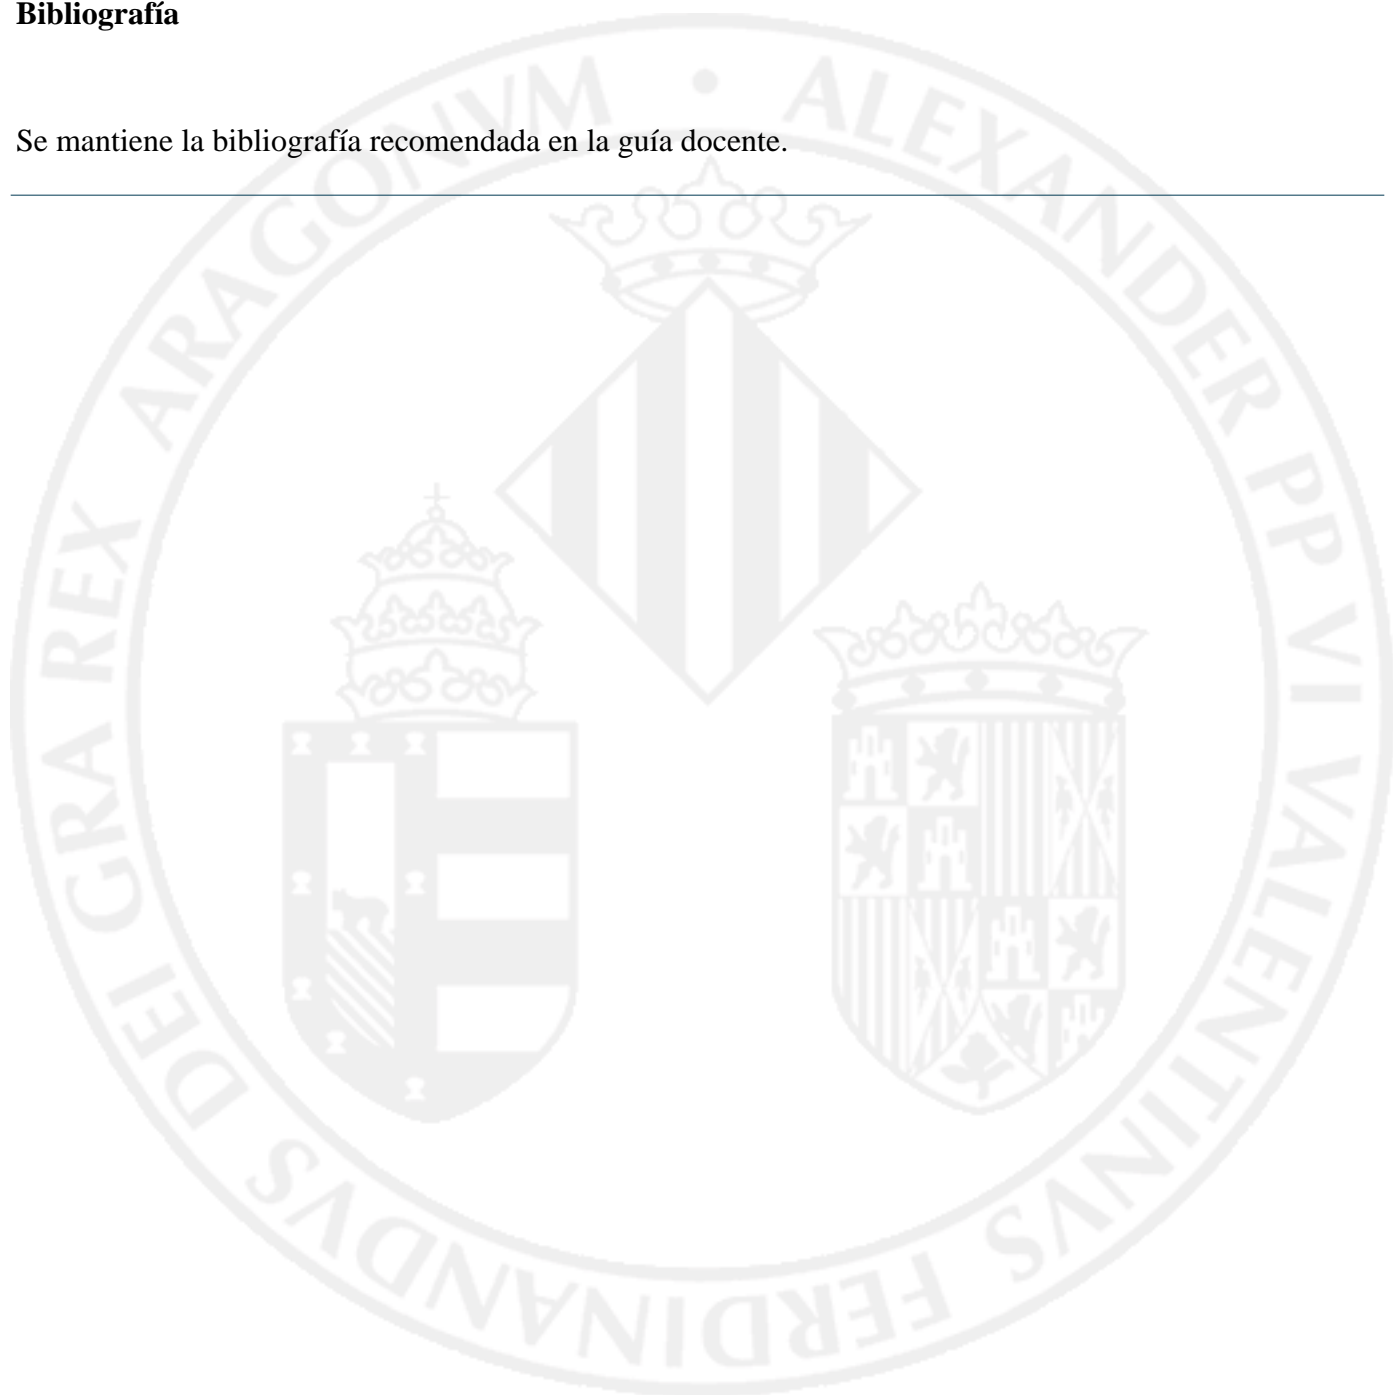 Bibliografía
Se mantiene la bibliografía recomendada en la guía docente.
ALEXANDER PP VI VALENTINVS FERDINANDVS DEI GRA REX ARAGONVM